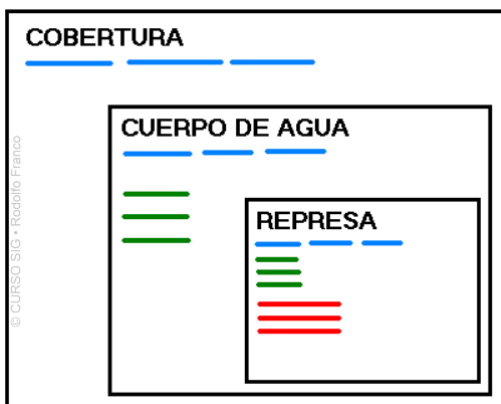 COBERTURA
CUERPO DE AGUA
REPRESA
© CURSO SIG • Rodolfo Franco